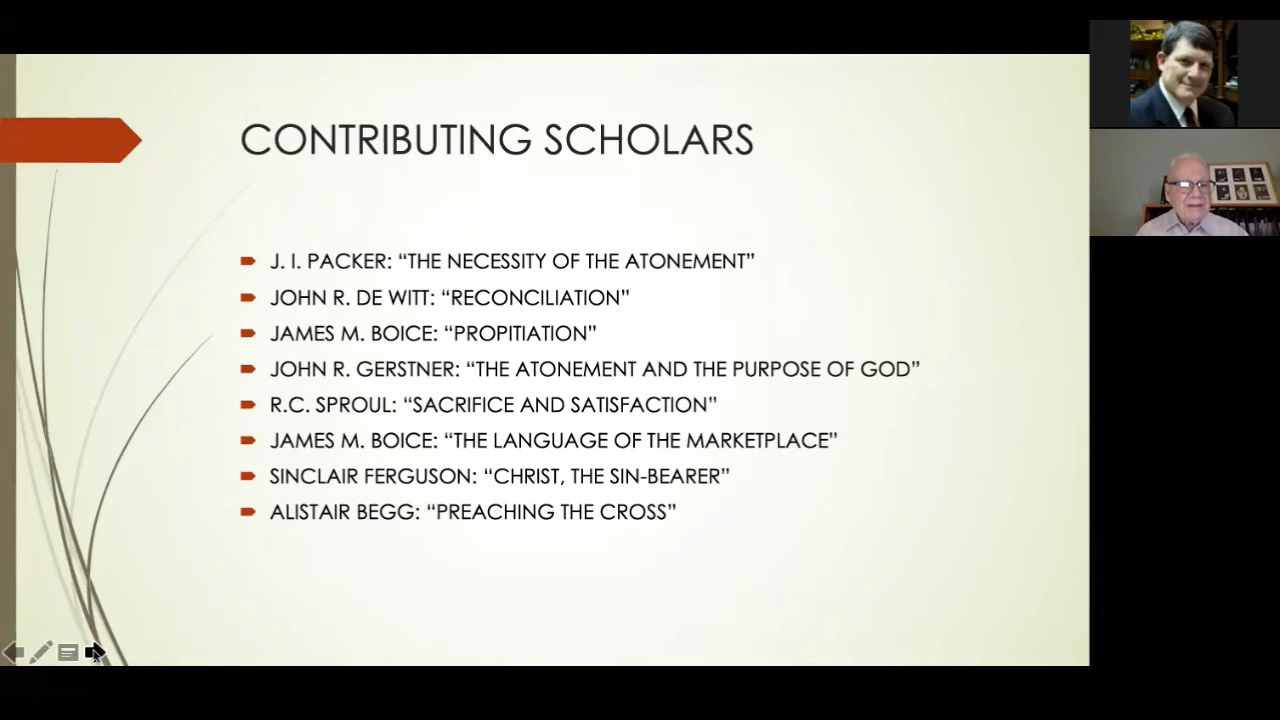 CONTRIBUTING SCHOLARS
J. I. PACKER: “THE NECESSITY OF THE ATONEMENT”
JOHN R. DE WITT: “RECONCILIATION”
JAMES M. BOICE: “PROPITIATION”
JOHN R. GERSTNER: “THE ATONEMENT AND THE PURPOSE OF GOD”
R.C. SPROUL: “SACRIFICE AND SATISFACTION”
JAMES M. BOICE: “THE LANGUAGE OF THE MARKETPLACE”
SINCLAIR FERGUSON: “CHRIST, THE SIN-BEARER”
ALISTAIR BEGG: “PREACHING THE CROSS”